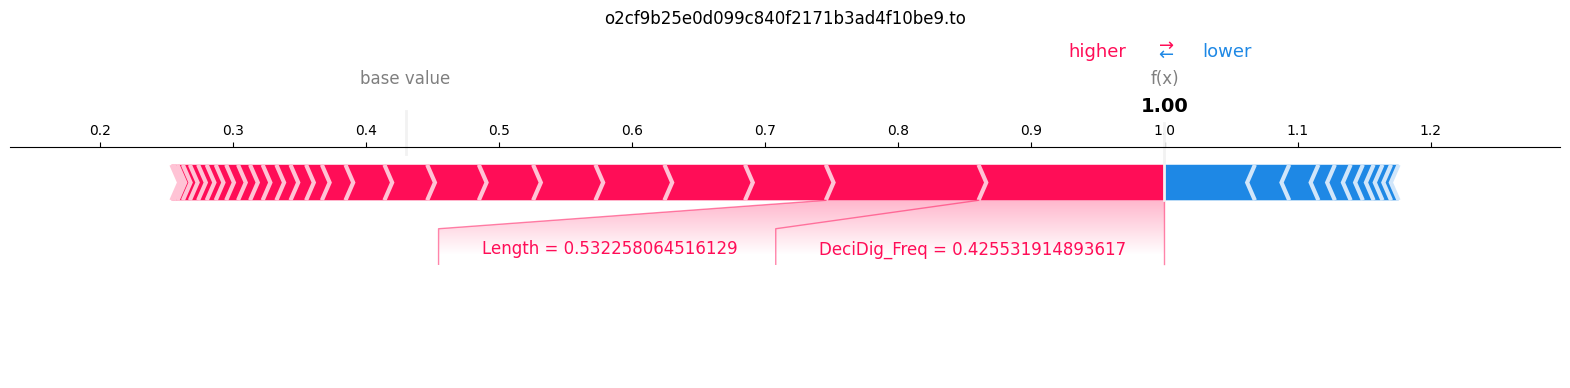 o2cf9b25e0d099c840f2171b3ad4f10be9.to
higher ⇄ lower
base value f(x)
1.00
0.2 0.3 0.4 0.5 0.6 0.7 0.8 0.9 1.0 1.1 1.2
Length = 0.532258064516129 DeciDig_Freq = 0.425531914893617